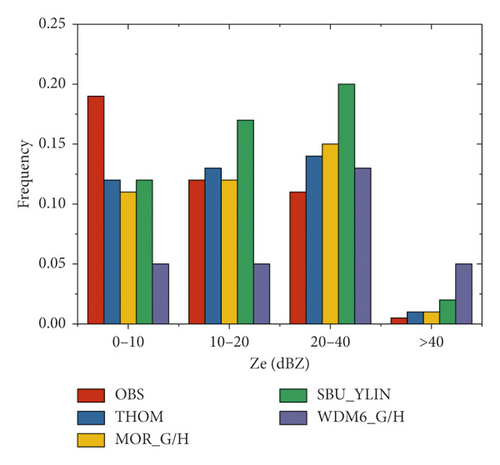 0.25
0.20
0.15
0.10
0.05
0.00
Frequency
0–10 10–20 20–40 >40
Ze (dBZ)
OBS SBU_YLIN
THOM WDM6_G/H
MOR_G/H